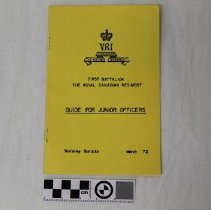 VRI
FIRST BATTALION
THE ROYAL CANADIAN REGIMENT
GUIDE FOR JUNIOR OFFICERS
Wolseley Barracks March 73